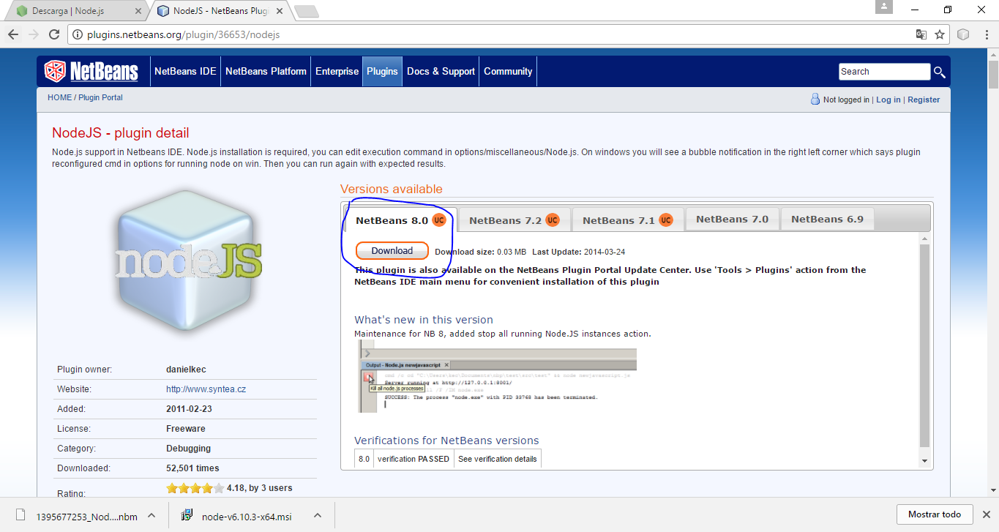 Descarga | Node.js
NodeJS - NetBeans Plugi
plugins.netbeans.org/plugin/36653/nodejs
NetBeans
NetBeans IDE
NetBeans Platform
Enterprise
Plugins
Docs & Support
Community
Search
HOME / Plugin Portal
Not logged in | Log in | Register
NodeJS - plugin detail
Node.js support in Netbeans IDE. Node.js installation is required, you can edit execution command in options/miscellaneous/Node.js. On windows you will see a bubble notification in the right left corner which says plugin
reconfigured cmd in options for running node on win. Then you can run again with expected results.
nodeJS
Versions available
NetBeans 8.0 UC
NetBeans 7.2 UC
NetBeans 7.1 UC
NetBeans 7.0
NetBeans 6.9
Download
Download size: 0.03 MB Last Update: 2014-03-24
This plugin is also available on the NetBeans Plugin Portal Update Center. Use 'Tools > Plugins' action from the
NetBeans IDE main menu for convenient installation of this plugin
What's new in this version
Maintenance for NB 8, added stop all running Node.JS instances action.
Output - Node.js newjavascript
cmd /c cd "C:\Users\kec\Documents\nbp\test\src\test" && node newjavascript.js
Server running at http://127.0.0.1:8001/
Kill all node.js processes
/F /IM node.exe
SUCCESS: The process "node.exe" with PID 33768 has been terminated.
Verifications for NetBeans versions
8.0 verification PASSED See verification details
Plugin owner: danielkec
Website: http://www.syntea.cz
Added: 2011-02-23
License: Freeware
Category: Debugging
Downloaded: 52,501 times
Rating: 4.18, by 3 users
1395677253_Nod....nbm
node-v6.10.3-x64.msi
Mostrar todo